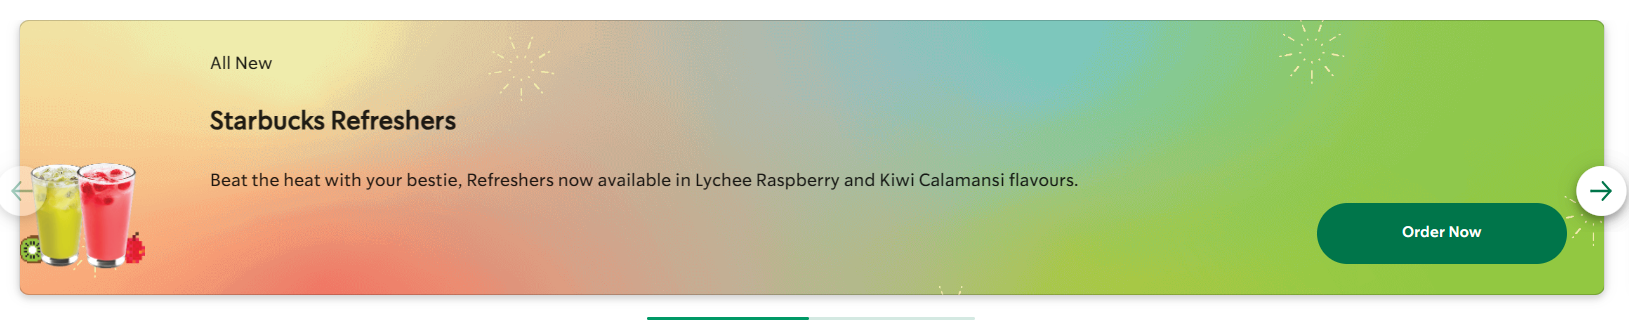 All New
Starbucks Refreshers
Beat the heat with your bestie, Refreshers now available in Lychee Raspberry and Kiwi Calamansi flavours.
Order Now